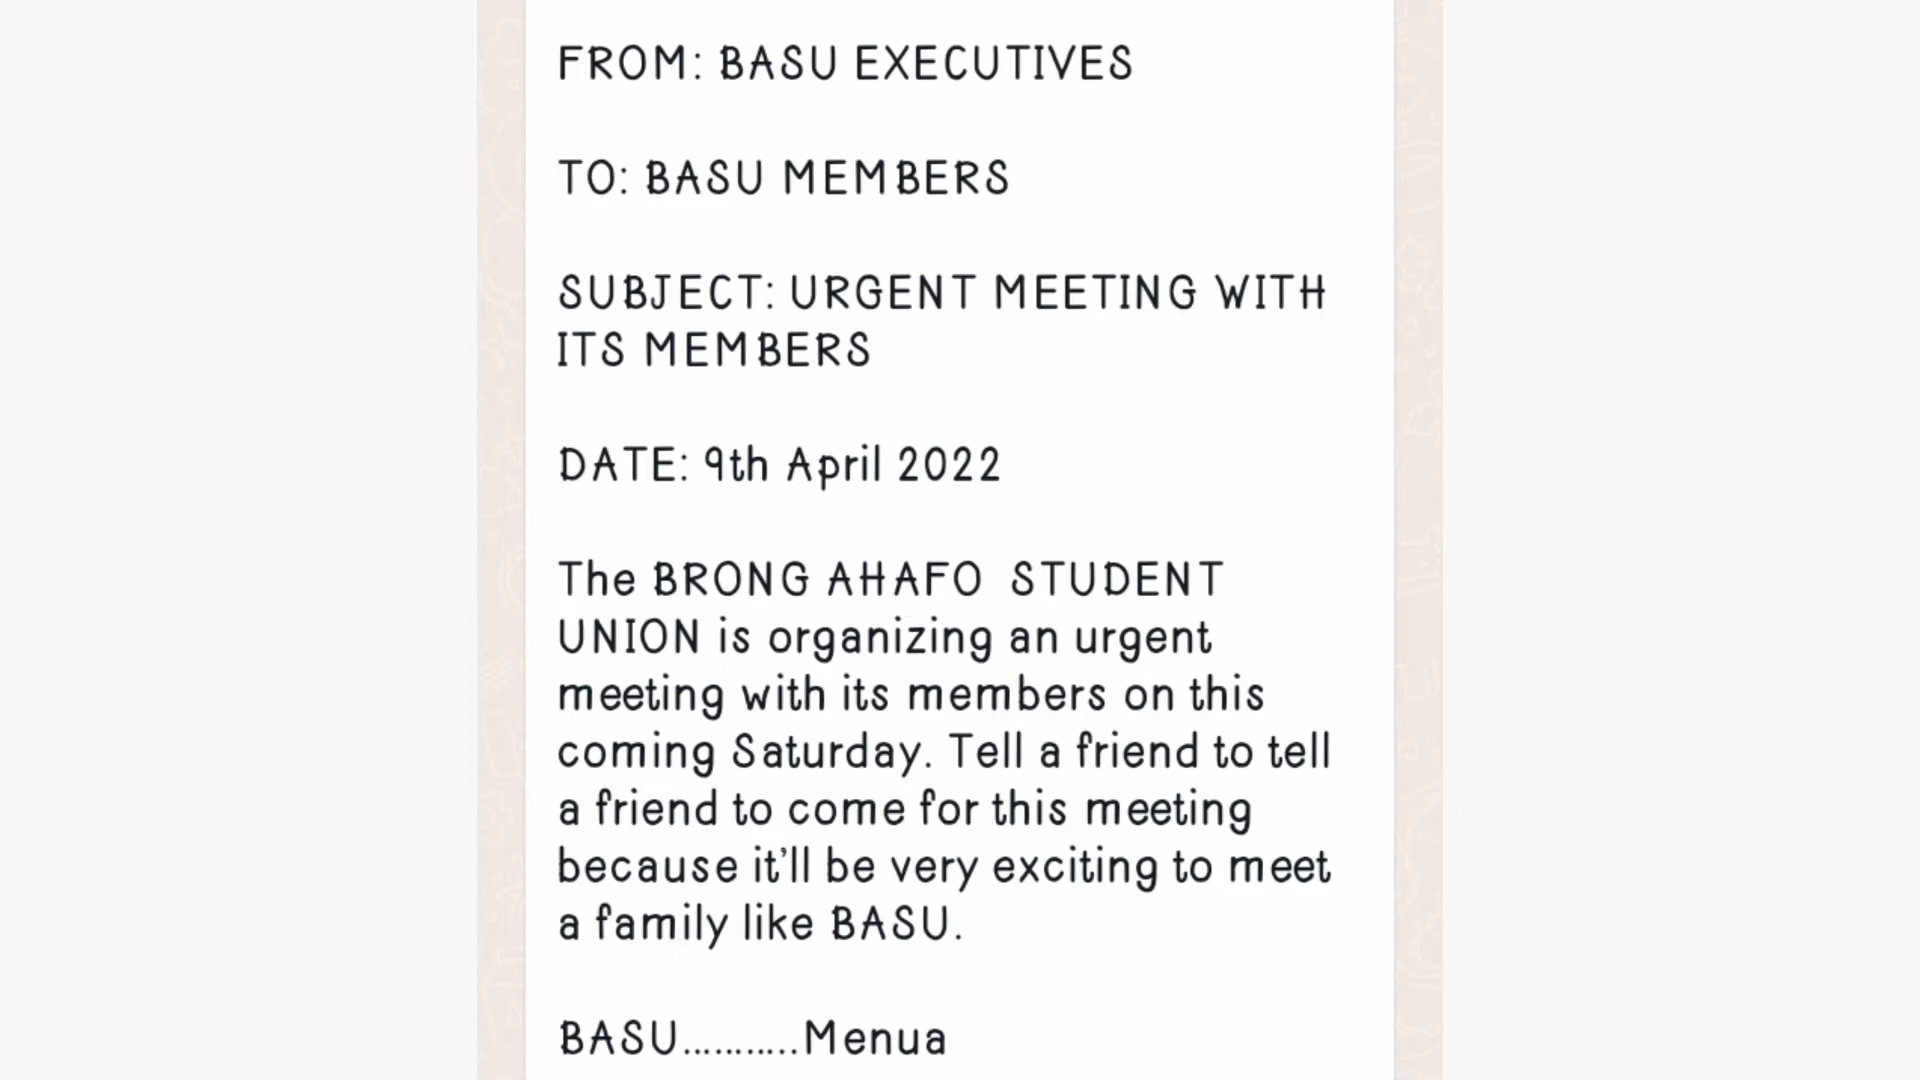 FROM: BASU EXECUTIVES
TO: BASU MEMBERS
SUBJECT: URGENT MEETING WITH
ITS MEMBERS
DATE: 9th April 2022
The BRONG AHAFO  STUDENT
UNION is organizing an urgent
meeting with its members on this
coming Saturday. Tell a friend to tell
a friend to come for this meeting
because it'll be very exciting to meet
a family like BASU.
BASU...........Menua